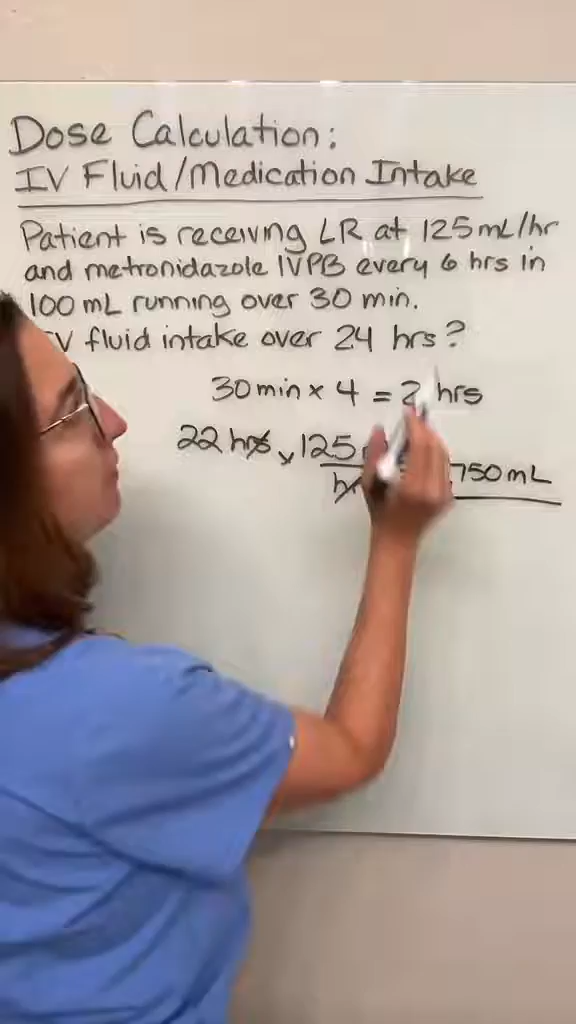 Dose Calculation:
IV Fluid/Medication Intake
Patient is receiving LR at 125 mL/hr
and metronidazole IVPB every 6 hrs in
100 mL running over 30 min.
fluid intake over 24 hrs?
30 min x 4 = 2 hrs
22 hrs x 125
hr
750 mL